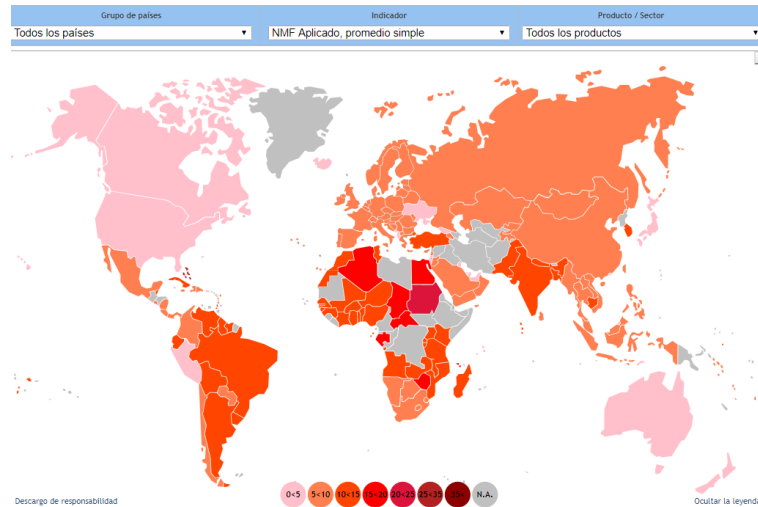 Grupo de países
Indicador
Producto / Sector
Todos los países
NMF Aplicado, promedio simple
Todos los productos
0<5
5<10
10<15
15<20
20<25
25<35
35<
N.A.
Descargo de responsabilidad
Ocultar la leyenda